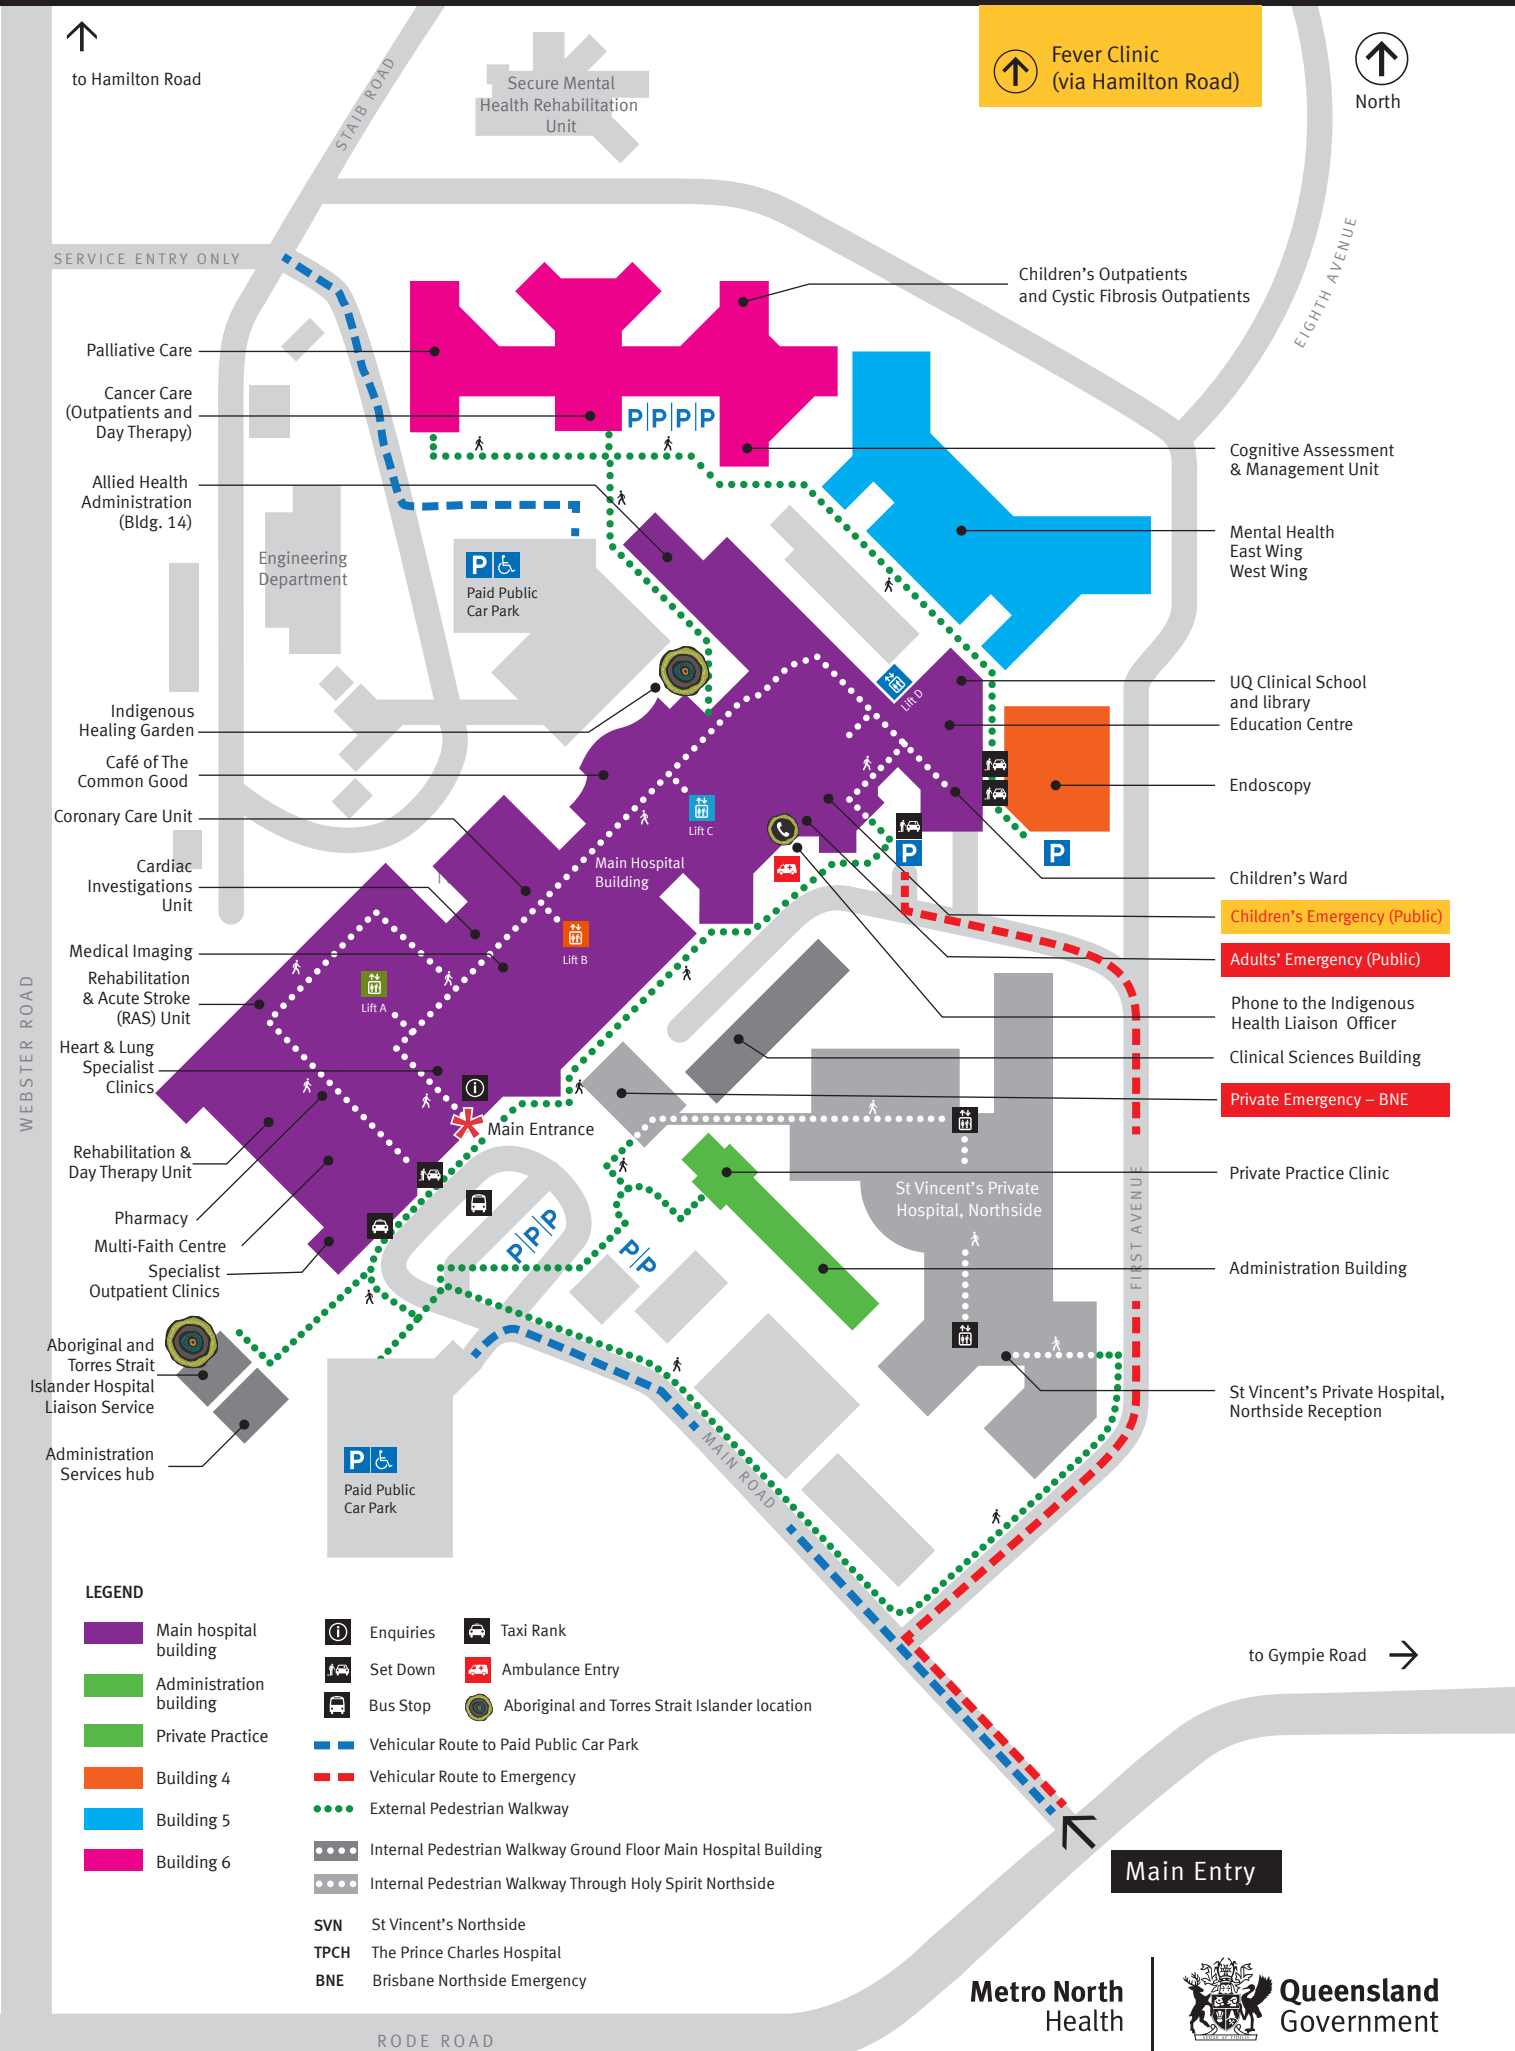 to Hamilton Road
STAIB ROAD
Secure Mental
Health Rehabilitation
Unit
Fever Clinic
(via Hamilton Road)
North
SERVICE ENTRY ONLY
EIGHTH AVENUE
Children's Outpatients
and Cystic Fibrosis Outpatients
Palliative Care
Cancer Care
(Outpatients and
Day Therapy)
P|P|P|P
Cognitive Assessment
& Management Unit
Allied Health
Administration
(Bldg. 14)
Mental Health
East Wing
West Wing
Engineering
Department
P
Paid Public
Car Park
UQ Clinical School
and library
Education Centre
Lift D
Indigenous
Healing Garden
Café of The
Common Good
Endoscopy
Coronary Care Unit
Lift C
P
P
Main Hospital
Building
Cardiac
Investigations
Unit
Children's Ward
Children's Emergency (Public)
Medical Imaging
Lift B
Adults' Emergency (Public)
Rehabilitation
& Acute Stroke
(RAS) Unit
Lift A
Phone to the Indigenous
Health Liaison Officer
WEBSTER ROAD
Heart & Lung
Specialist
Clinics
Clinical Sciences Building
Private Emergency – BNE
Main Entrance
Rehabilitation &
Day Therapy Unit
Private Practice Clinic
St Vincent's Private
Hospital, Northside
FIRST AVENUE
Pharmacy
Multi-Faith Centre
P|P|P
P/P
Specialist
Outpatient Clinics
Administration Building
Aboriginal and
Torres Strait
Islander Hospital
Liaison Service
St Vincent's Private Hospital,
Northside Reception
Administration
Services hub
MAIN ROAD
P
Paid Public
Car Park
LEGEND
Main hospital
building
Administration
building
Private Practice
Building 4
Building 5
Building 6
Enquiries
Taxi Rank
Set Down
Ambulance Entry
Bus Stop
Aboriginal and Torres Strait Islander location
Vehicular Route to Paid Public Car Park
Vehicular Route to Emergency
External Pedestrian Walkway
Internal Pedestrian Walkway Ground Floor Main Hospital Building
Internal Pedestrian Walkway Through Holy Spirit Northside
SVN St Vincent's Northside
TPCH The Prince Charles Hospital
BNE Brisbane Northside Emergency
to Gympie Road
Main Entry
RODE ROAD
Metro North
Health
Queensland
Government